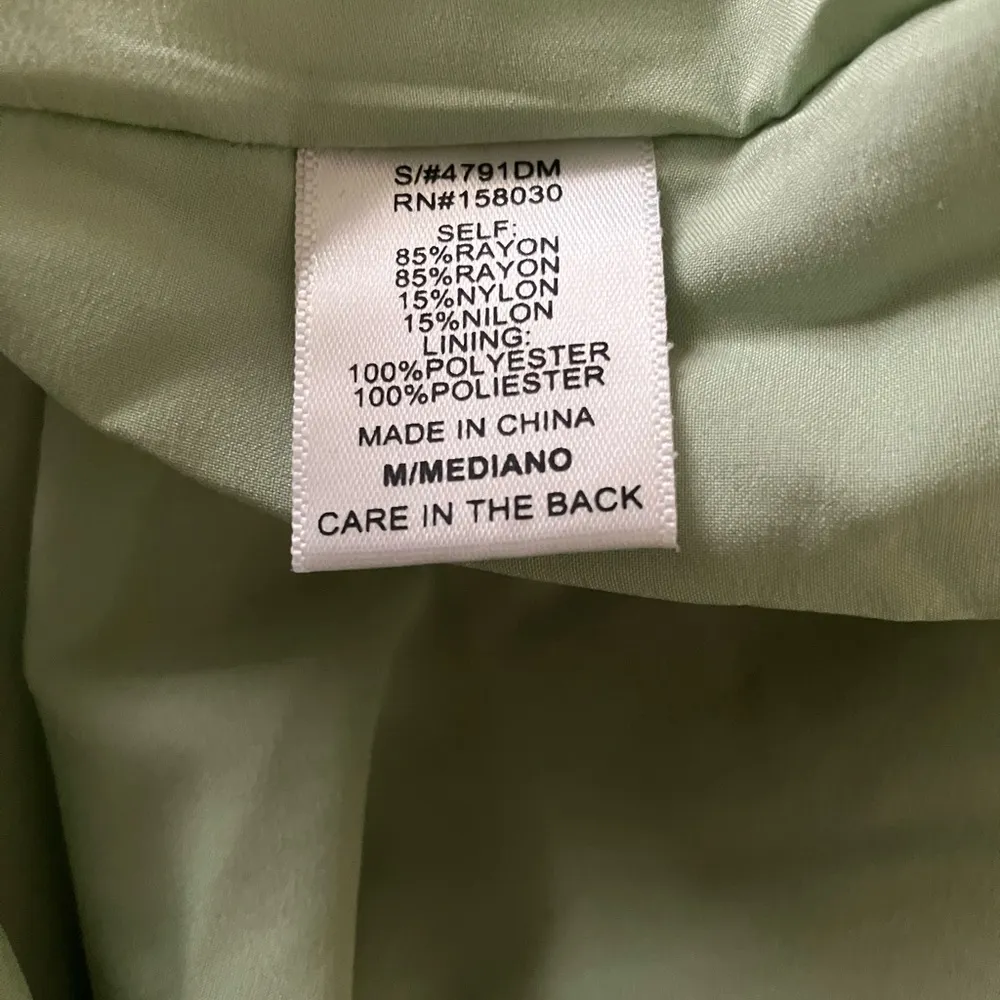 S/#4791DM
RN#158030
SELF:
85%RAYON
85%RAYON
15%NYLON
15%NILON
LINING:
100%POLYESTER
100%POLIESTER
MADE IN CHINA
M/MEDIANO
CARE IN THE BACK